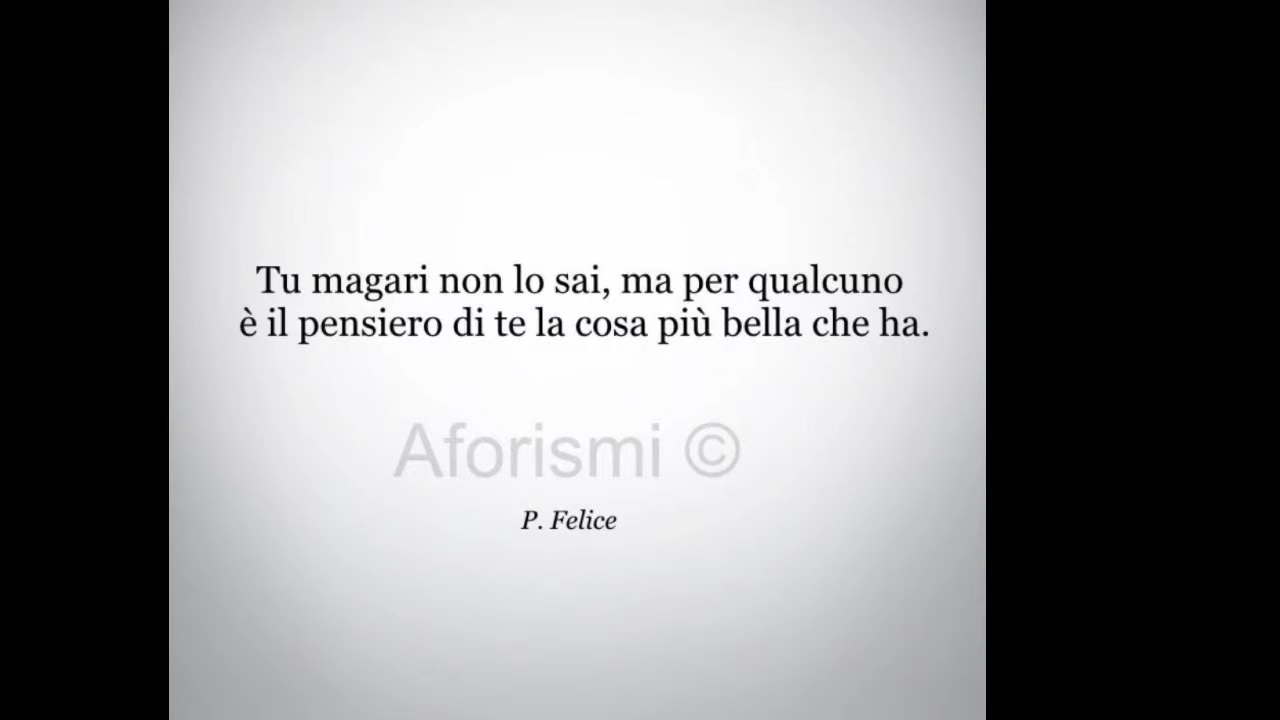 Tu magari non lo sai, ma per qualcuno
è il pensiero di te la cosa più bella che ha.
Aforismi ©
P. Felice